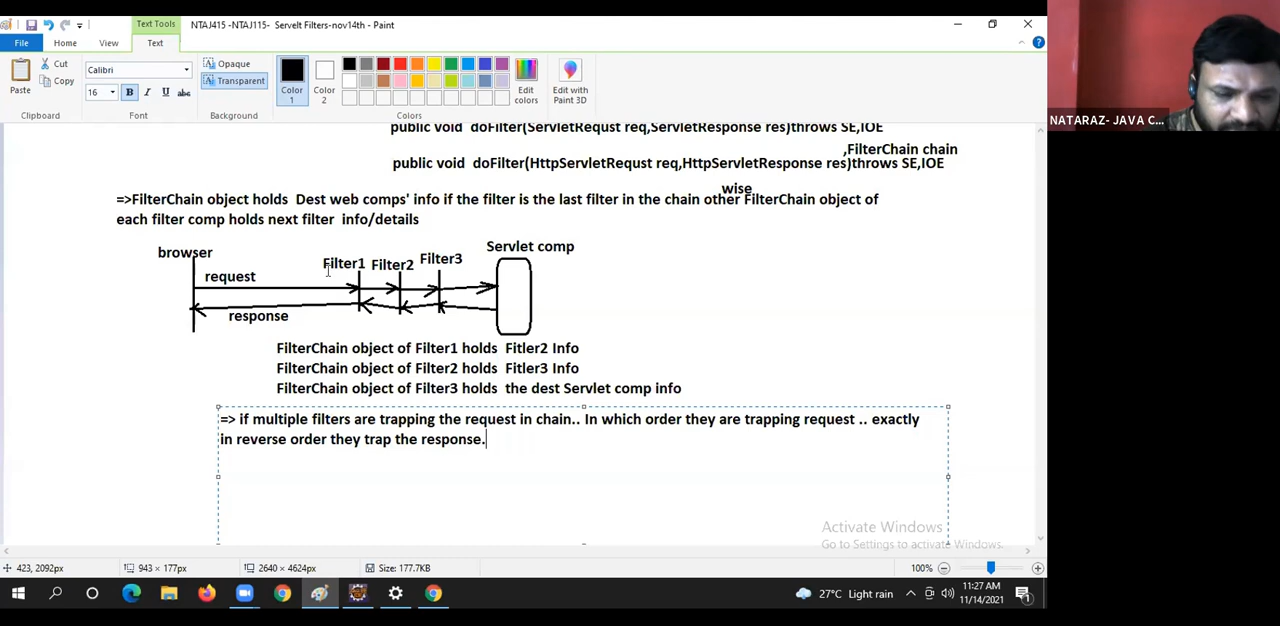 Text Tools
NTAJ415 -NTAJ115- Servelt Filters-nov14th - Paint
File
Home
View
Text
Paste
Cut
Copy
Clipboard
Calibri
16
B I U abc
Font
Opaque
Transparent
Background
Color 1
Color 2
Edit colors
Colors
Edit with Paint 3D
NATARAZ- JAVA C...
public void doFilter(ServletRequst req,ServletResponse res)throws SE,IOE
,FilterChain chain
public void doFilter(HttpServletRequst req,HttpServletResponse res)throws SE,IOE
wise
=>FilterChain object holds Dest web comps' info if the filter is the last filter in the chain other FilterChain object of
each filter comp holds next filter info/details
browser
Filter1
Filter2
Filter3
Servlet comp
request
response
FilterChain object of Filter1 holds Fitler2 Info
FilterChain object of Filter2 holds Fitler3 Info
FilterChain object of Filter3 holds the dest Servlet comp info
=> if multiple filters are trapping the request in chain.. In which order they are trapping request .. exactly
in reverse order they trap the response.
Activate Windows
Go to Settings to activate Windows.
423, 2092px
943 × 177px
2640 × 4624px
Size: 177.7KB
100%
27°C Light rain
11:27 AM
11/14/2021
1